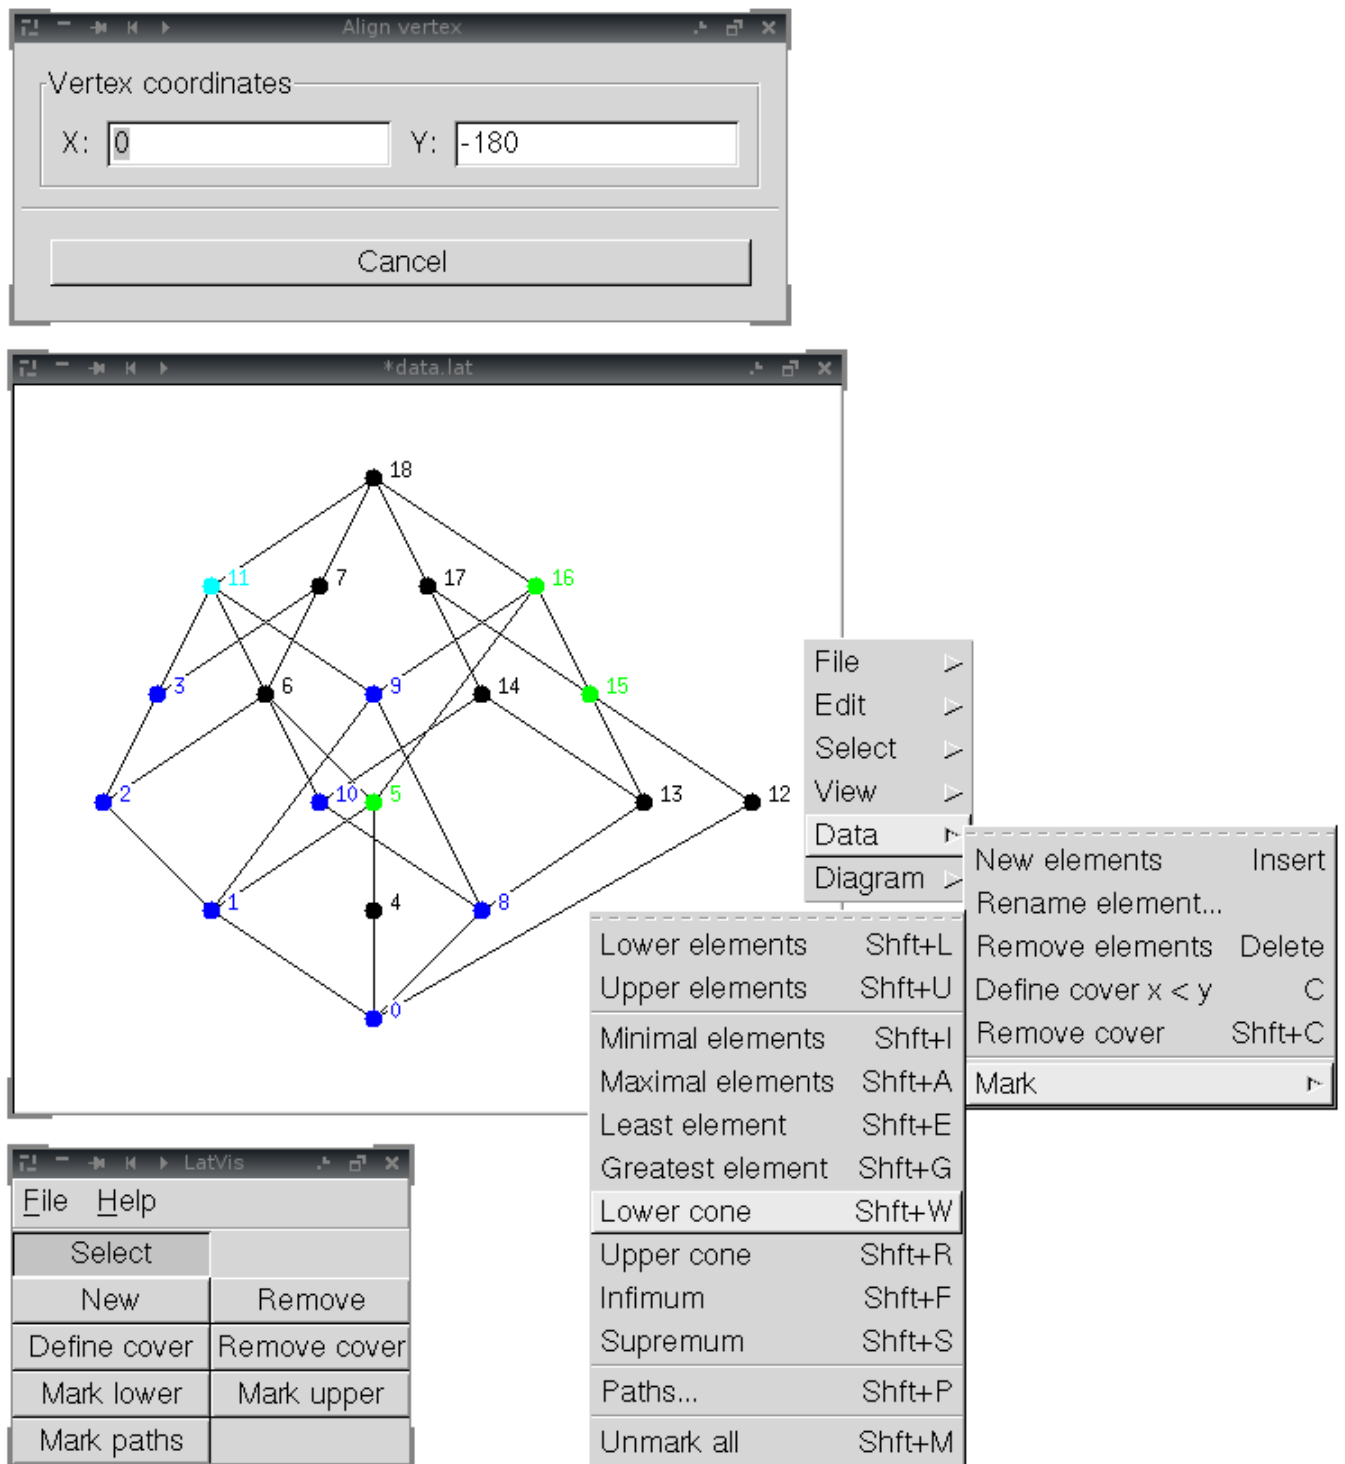 Align vertex
Vertex coordinates
X: 0 Y: -180
Cancel
*data.lat
18
11 7 17 16
3 6 9 14 15
2 10 5 13 12
1 4 8
0
File
Edit
Select
View
Data
Diagram
New elements Insert
Rename element...
Remove elements Delete
Define cover x < y C
Remove cover Shft+C
Mark
Lower elements Shft+L
Upper elements Shft+U
Minimal elements Shft+I
Maximal elements Shft+A
Least element Shft+E
Greatest element Shft+G
Lower cone Shft+W
Upper cone Shft+R
Infimum Shft+F
Supremum Shft+S
Paths... Shft+P
Unmark all Shft+M
LatVis
File Help
Select
New Remove
Define cover Remove cover
Mark lower Mark upper
Mark paths